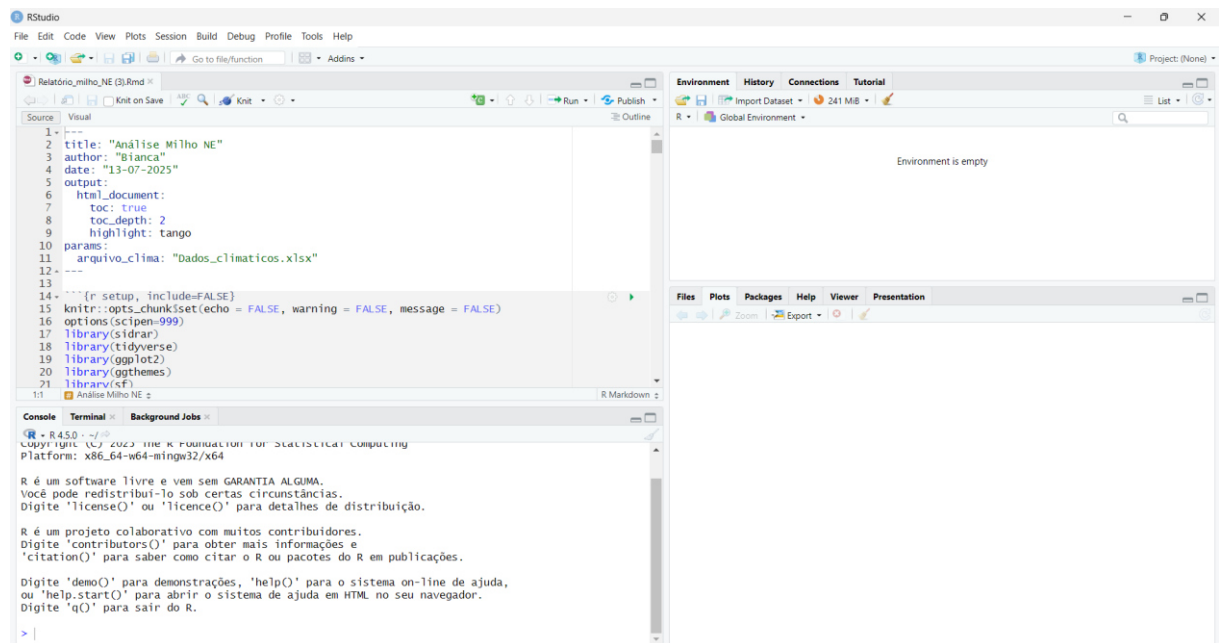 RStudio
File Edit Code View Plots Session Build Debug Profile Tools Help
Go to file/function
Addins
Project: (None)
Relatório_milho_NE (3).Rmd
Knit on Save
ABC
Knit
Run
Publish
Source Visual
Outline
1 ---
2 title: "Análise Milho NE"
3 author: "Bianca"
4 date: "13-07-2025"
5 output:
6 html_document:
7 toc: true
8 toc_depth: 2
9 highlight: tango
10 params:
11 arquivo_clima: "Dados_climaticos.xlsx"
12 ---
13
14 ```{r setup, include=FALSE}
15 knitr::opts_chunk$set(echo = FALSE, warning = FALSE, message = FALSE)
16 options(scipen=999)
17 library(sidrar)
18 library(tidyverse)
19 library(ggplot2)
20 library(ggthemes)
21 library(sf)
1:1 Análise Milho NE
R Markdown
Console Terminal Background Jobs
R 4.5.0 · ~/
Copyright (C) 2025 The R Foundation for Statistical Computing
Platform: x86_64-w64-mingw32/x64
R é um software livre e vem sem GARANTIA ALGUMA.
Você pode redistribuí-lo sob certas circunstâncias.
Digite 'license()' ou 'licence()' para detalhes de distribuição.
R é um projeto colaborativo com muitos contribuidores.
Digite 'contributors()' para obter mais informações e
'citation()' para saber como citar o R ou pacotes do R em publicações.
Digite 'demo()' para demonstrações, 'help()' para o sistema on-line de ajuda,
ou 'help.start()' para abrir o sistema de ajuda em HTML no seu navegador.
Digite 'q()' para sair do R.
>
Environment History Connections Tutorial
Import Dataset
241 MiB
List
R
Global Environment
Environment is empty
Files Plots Packages Help Viewer Presentation
Zoom
Export